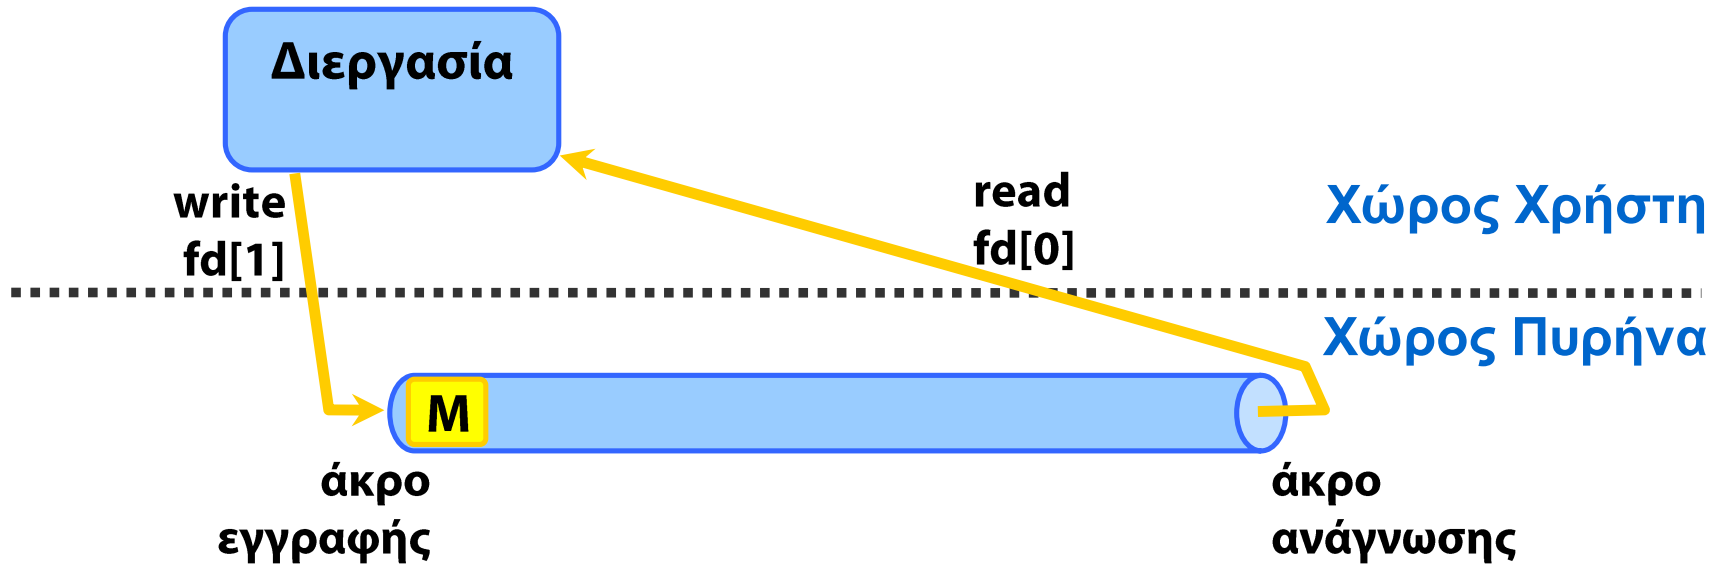 Διεργασία
write
fd[1]
read
fd[0]
Χώρος Χρήστη
Χώρος Πυρήνα
M
άκρο
εγγραφής
άκρο
ανάγνωσης